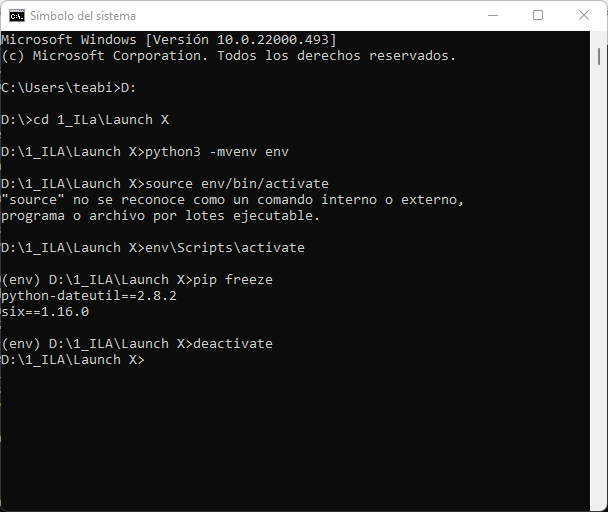 Símbolo del sistema
Microsoft Windows [Versión 10.0.22000.493]
(c) Microsoft Corporation. Todos los derechos reservados.
C:\Users\teabi>D:
D:\>cd 1_ILa\Launch X
D:\1_ILA\Launch X>python3 -mvenv env
D:\1_ILA\Launch X>source env/bin/activate
"source" no se reconoce como un comando interno o externo,
programa o archivo por lotes ejecutable.
D:\1_ILA\Launch X>env\Scripts\activate
(env) D:\1_ILA\Launch X>pip freeze
python-dateutil==2.8.2
six==1.16.0
(env) D:\1_ILA\Launch X>deactivate
D:\1_ILA\Launch X>